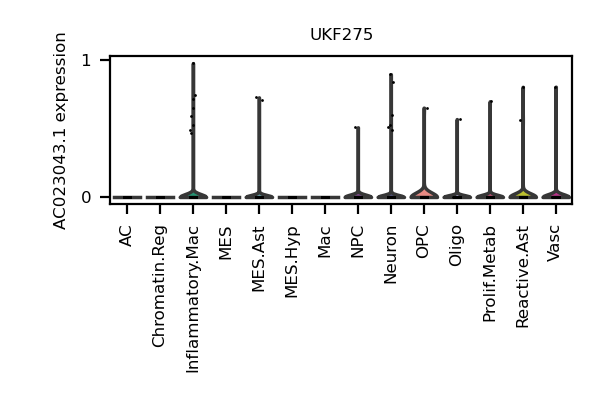 UKF275
AC023043.1 expression
1
0
AC
Chromatin.Reg
Inflammatory.Mac
MES
MES.Ast
MES.Hyp
Mac
NPC
Neuron
OPC
Oligo
Prolif.Metab
Reactive.Ast
Vasc